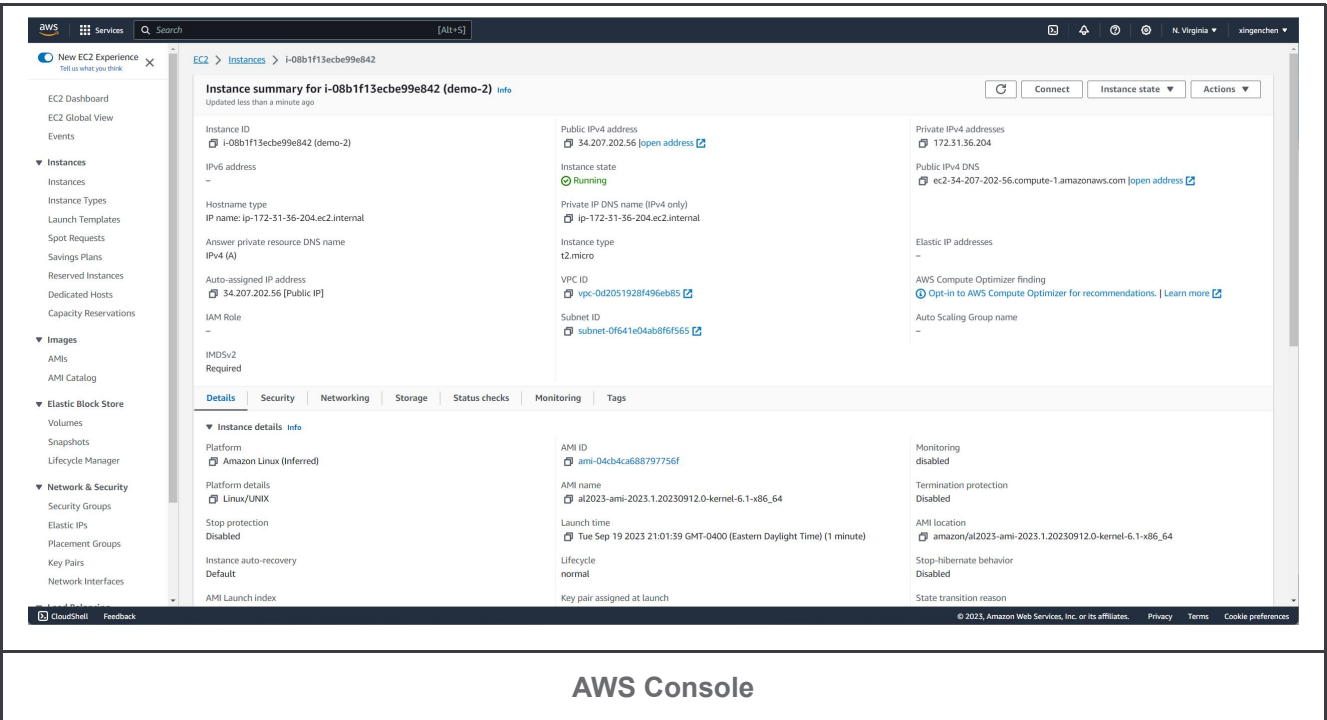 aws Services Search [Alt+S] N. Virginia ▼ xingenchen ▼
New EC2 Experience
Tell us what you think
EC2 Dashboard
EC2 Global View
Events
▼ Instances
Instances
Instance Types
Launch Templates
Spot Requests
Savings Plans
Reserved Instances
Dedicated Hosts
Capacity Reservations
▼ Images
AMIs
AMI Catalog
▼ Elastic Block Store
Volumes
Snapshots
Lifecycle Manager
▼ Network & Security
Security Groups
Elastic IPs
Placement Groups
Key Pairs
Network Interfaces
EC2 > Instances > i-08b1f13ecbe99e842
Instance summary for i-08b1f13ecbe99e842 (demo-2) Info
Updated less than a minute ago
Connect Instance state ▼ Actions ▼
Instance ID
i-08b1f13ecbe99e842 (demo-2)
Public IPv4 address
34.207.202.56 |open address
Private IPv4 addresses
172.31.36.204
IPv6 address
–
Instance state
Running
Public IPv4 DNS
ec2-34-207-202-56.compute-1.amazonaws.com |open address
Hostname type
IP name: ip-172-31-36-204.ec2.internal
Private IP DNS name (IPv4 only)
ip-172-31-36-204.ec2.internal
Answer private resource DNS name
IPv4 (A)
Instance type
t2.micro
Elastic IP addresses
–
Auto-assigned IP address
34.207.202.56 [Public IP]
VPC ID
vpc-0d2051928f496eb85
AWS Compute Optimizer finding
Opt-in to AWS Compute Optimizer for recommendations. | Learn more
IAM Role
–
Subnet ID
subnet-0f641e04ab8f6f565
Auto Scaling Group name
–
IMDSv2
Required
Details Security Networking Storage Status checks Monitoring Tags
▼ Instance details Info
Platform
Amazon Linux (Inferred)
AMI ID
ami-04cb4ca688797756f
Monitoring
disabled
Platform details
Linux/UNIX
AMI name
al2023-ami-2023.1.20230912.0-kernel-6.1-x86_64
Termination protection
Disabled
Stop protection
Disabled
Launch time
Tue Sep 19 2023 21:01:39 GMT-0400 (Eastern Daylight Time) (1 minute)
AMI location
amazon/al2023-ami-2023.1.20230912.0-kernel-6.1-x86_64
Instance auto-recovery
Default
Lifecycle
normal
Stop-hibernate behavior
Disabled
AMI Launch index
Key pair assigned at launch
State transition reason
CloudShell Feedback © 2023, Amazon Web Services, Inc. or its affiliates. Privacy Terms Cookie preferences
AWS Console